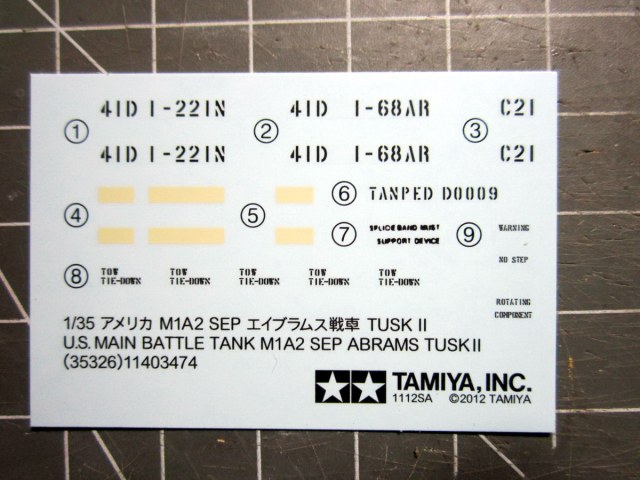 ① 4ID 1-22IN ② 4ID 1-68AR ③ C21
4ID 1-22IN 4ID 1-68AR C21
④ ⑤ ⑥ TANPED D0009
⑦ SPLICE BAND MUST
SUPPORT DEVICE
⑨ WARNING
NO STEP
ROTATING
COMPONENT
⑧ TOW TOW TOW TOW TOW
TIE-DOWN TIE-DOWN TIE-DOWN TIE-DOWN TIE-DOWN
1/35 アメリカ M1A2 SEP エイブラムス戦車 TUSK II
U.S. MAIN BATTLE TANK M1A2 SEP ABRAMS TUSK II
(35326)11403474
TAMIYA, INC.
1112SA ©2012 TAMIYA